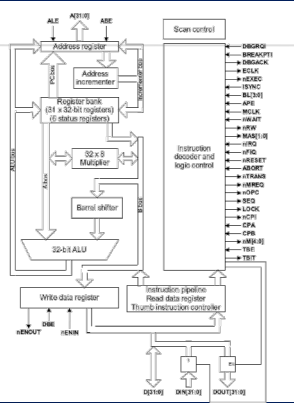 A[31:0]
ALE
ABE
Scan control
Address register
PC bus
Address
incrementer
Incrementer bus
Register bank
(31 x 32-bit registers)
(6 status registers)
ALU bus
32 x 8
Multiplier
A bus
B bus
Barrel shifter
32-bit ALU
Write data register
Instruction pipeline
Read data register
Thumb instruction controller
Instruction
decoder and
logic control
DBGRQI
BREAKPTI
DBGACK
ECLK
nEXEC
ISYNC
BL[3:0]
APE
MCLK
nWAIT
nRW
MAS[1:0]
nIRQ
nFIQ
nRESET
ABORT
nTRANS
nMREQ
nOPC
SEQ
LOCK
nCPI
CPA
CPB
nM[4:0]
TBE
TBIT
nENOUT
DBE
nENIN
D[31:0]
DIN[31:0]
DOUT[31:0]